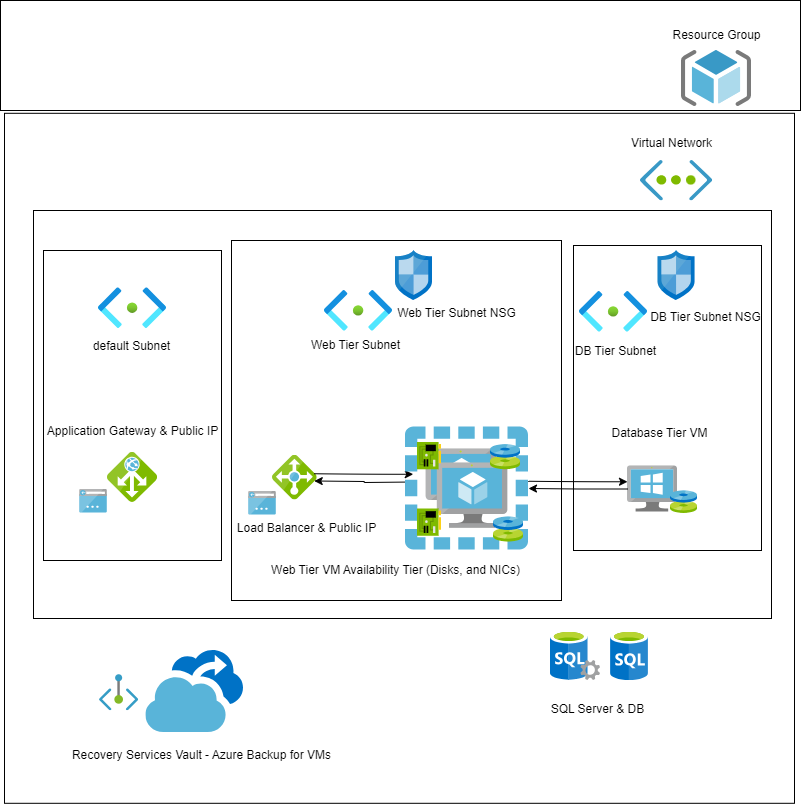 Resource Group
Virtual Network
Web Tier Subnet NSG
DB Tier Subnet NSG
default Subnet
Web Tier Subnet
DB Tier Subnet
Application Gateway & Public IP
Database Tier VM
Load Balancer & Public IP
Web Tier VM Availability Tier (Disks, and NICs)
SQL
SQL
SQL Server & DB
Recovery Services Vault - Azure Backup for VMs